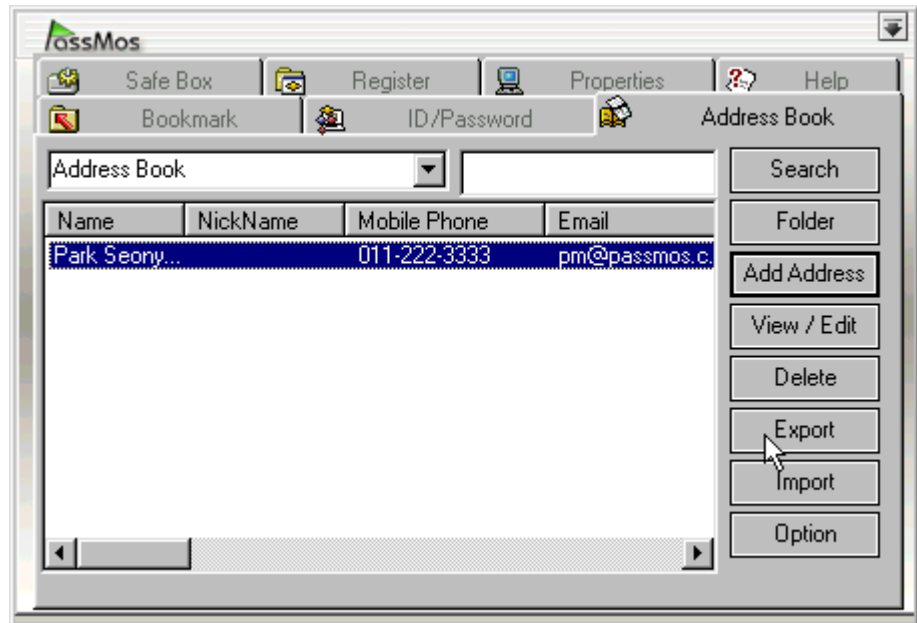 PassMos
Safe Box Register Properties Help
Bookmark ID/Password Address Book
Address Book Search
Name NickName Mobile Phone Email Folder
Park Seony... 011-222-3333 pm@passmos.c.
Add Address
View / Edit
Delete
Export
Import
Option